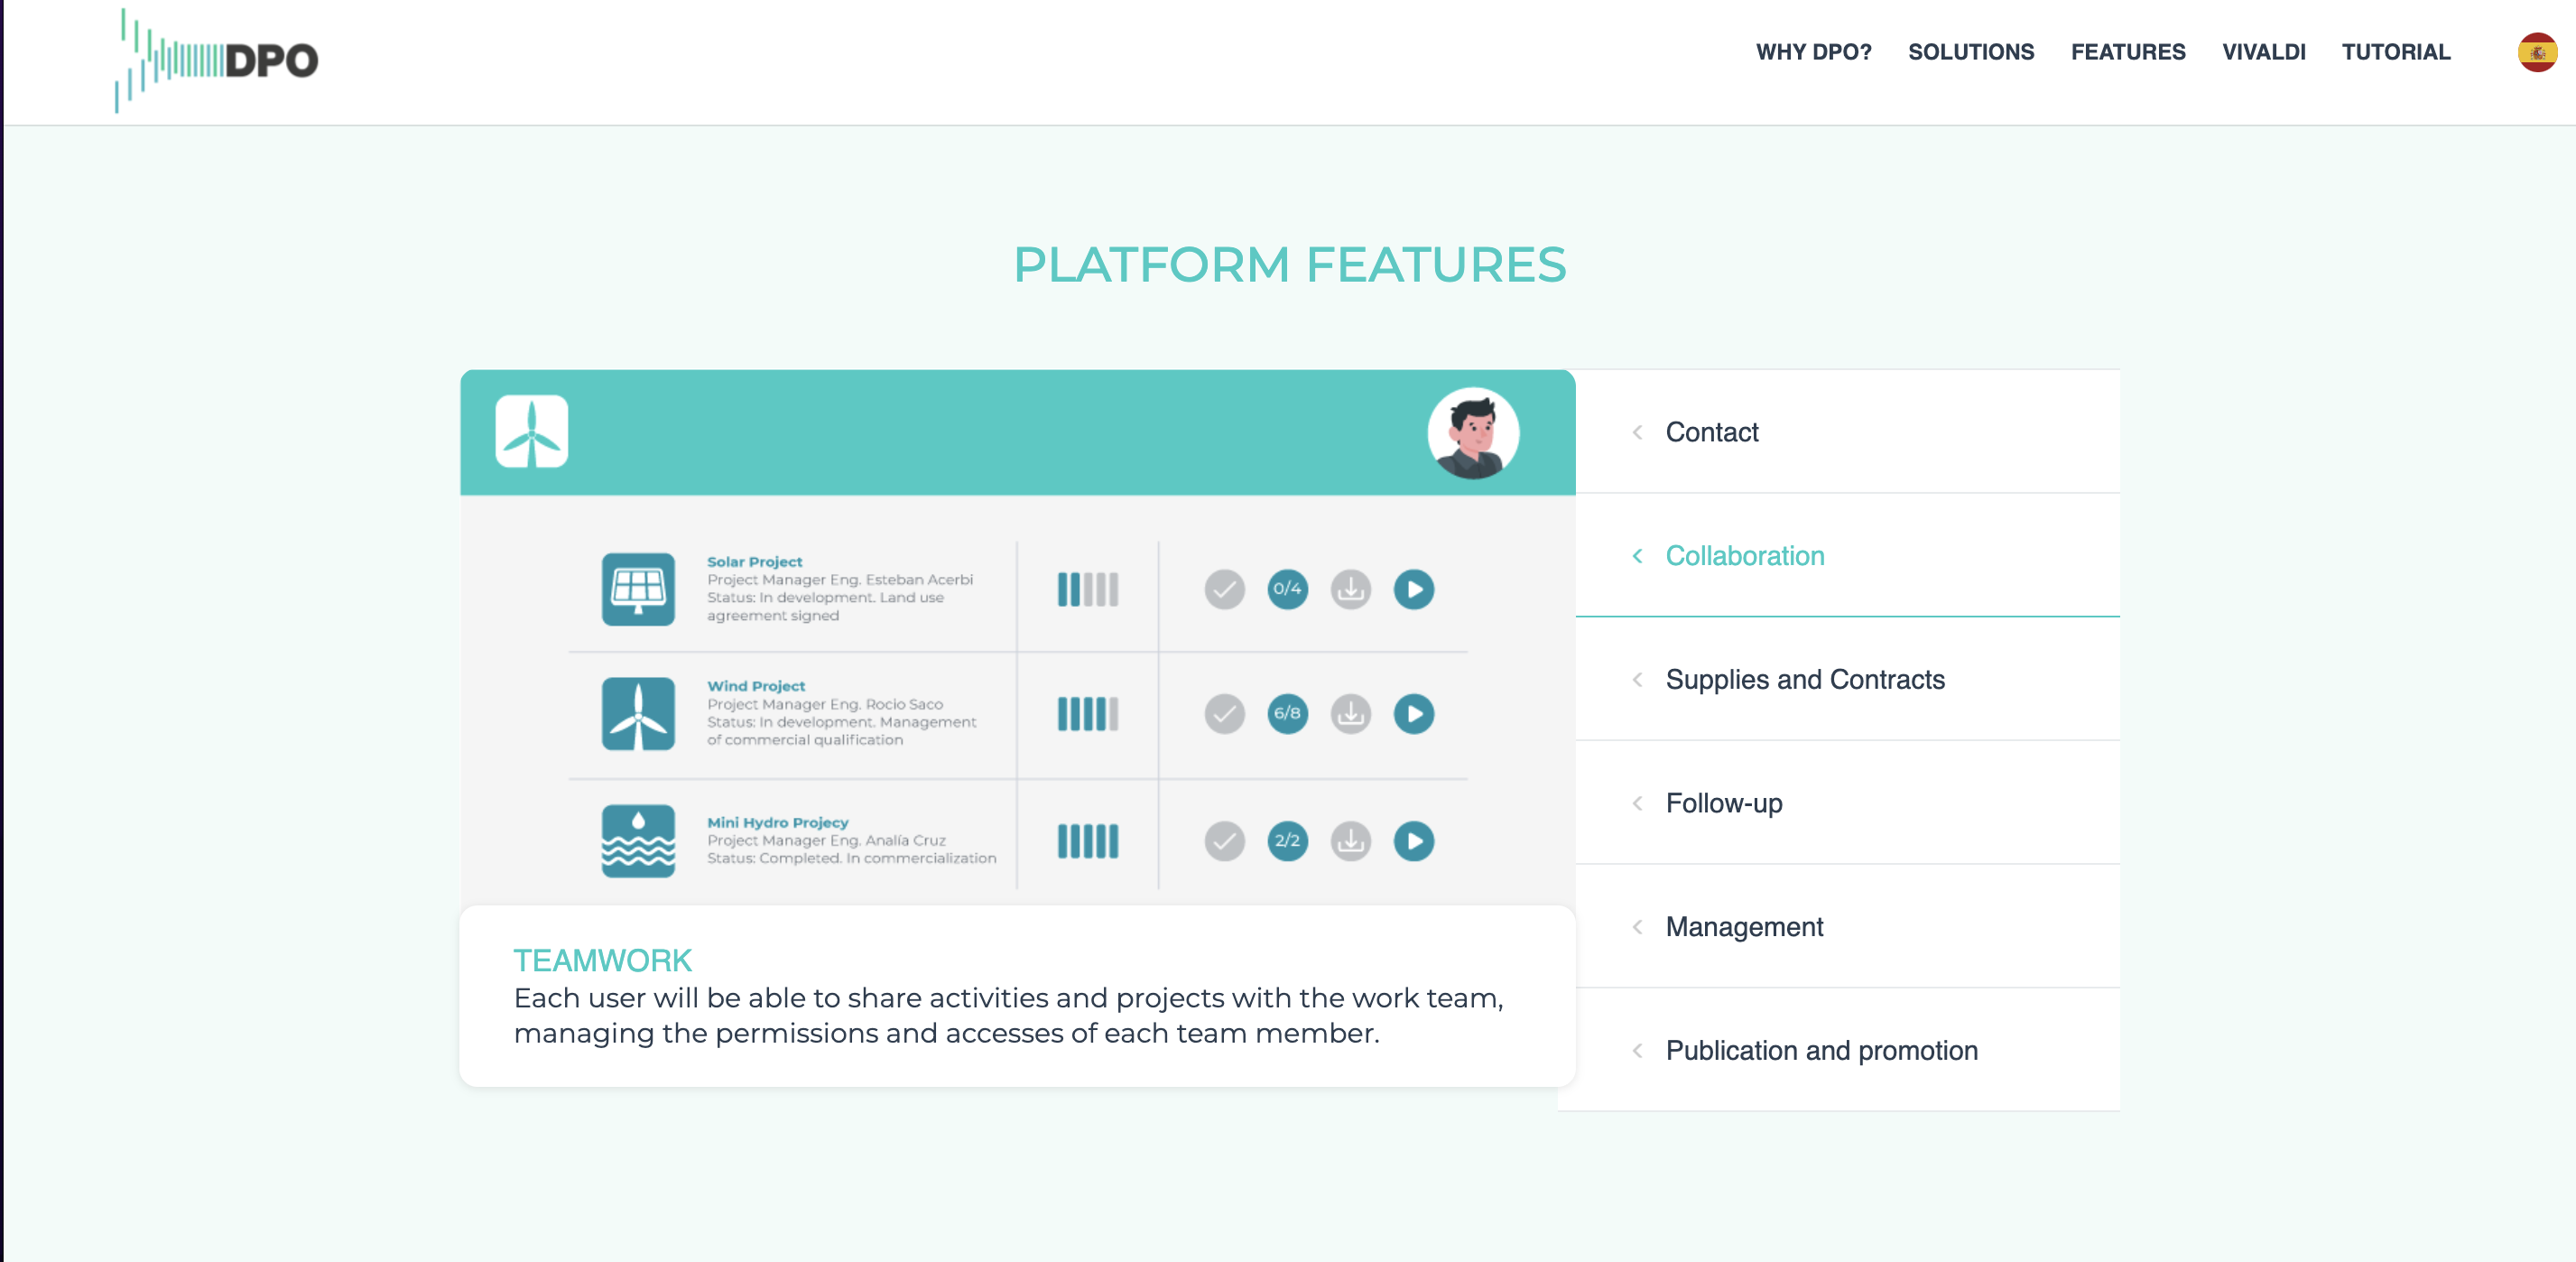 DPO
WHY DPO?
SOLUTIONS
FEATURES
VIVALDI
TUTORIAL
PLATFORM FEATURES
Solar Project
Project Manager Eng. Esteban Acerbi
Status: In development. Land use
agreement signed
0/4
Wind Project
Project Manager Eng. Rocio Saco
Status: In development. Management
of commercial qualification
6/8
Mini Hydro Projecy
Project Manager Eng. Analía Cruz
Status: Completed. In commercialization
2/2
TEAMWORK
Each user will be able to share activities and projects with the work team,
managing the permissions and accesses of each team member.
Contact
Collaboration
Supplies and Contracts
Follow-up
Management
Publication and promotion